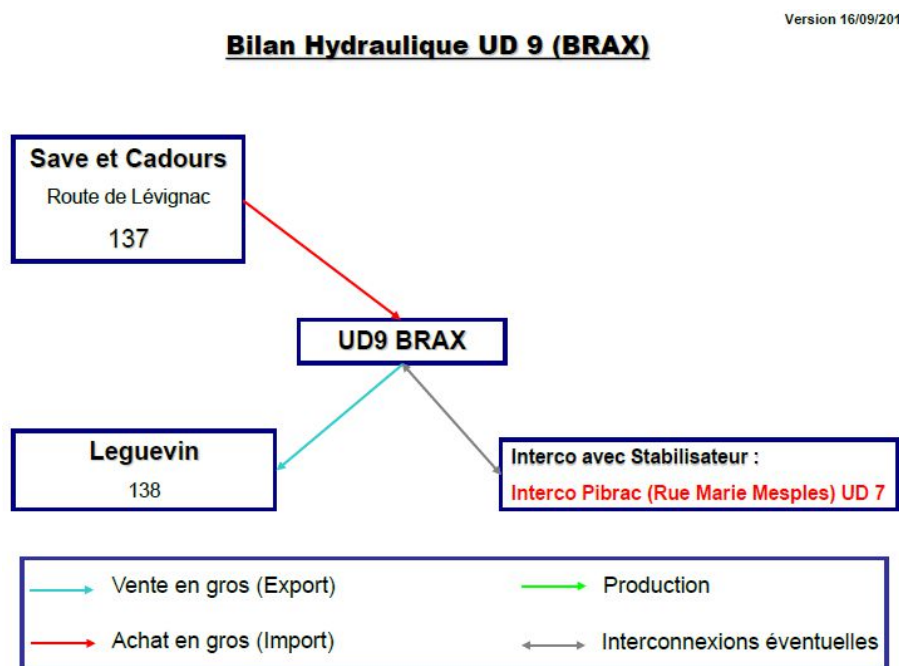 Version 16/09/201
Bilan Hydraulique UD 9 (BRAX)
Save et Cadours
Route de Lévignac
137
UD9 BRAX
Leguevin
138
Interco avec Stabilisateur :
Interco Pibrac (Rue Marie Mesples) UD 7
Vente en gros (Export)
Production
Achat en gros (Import)
Interconnexions éventuelles